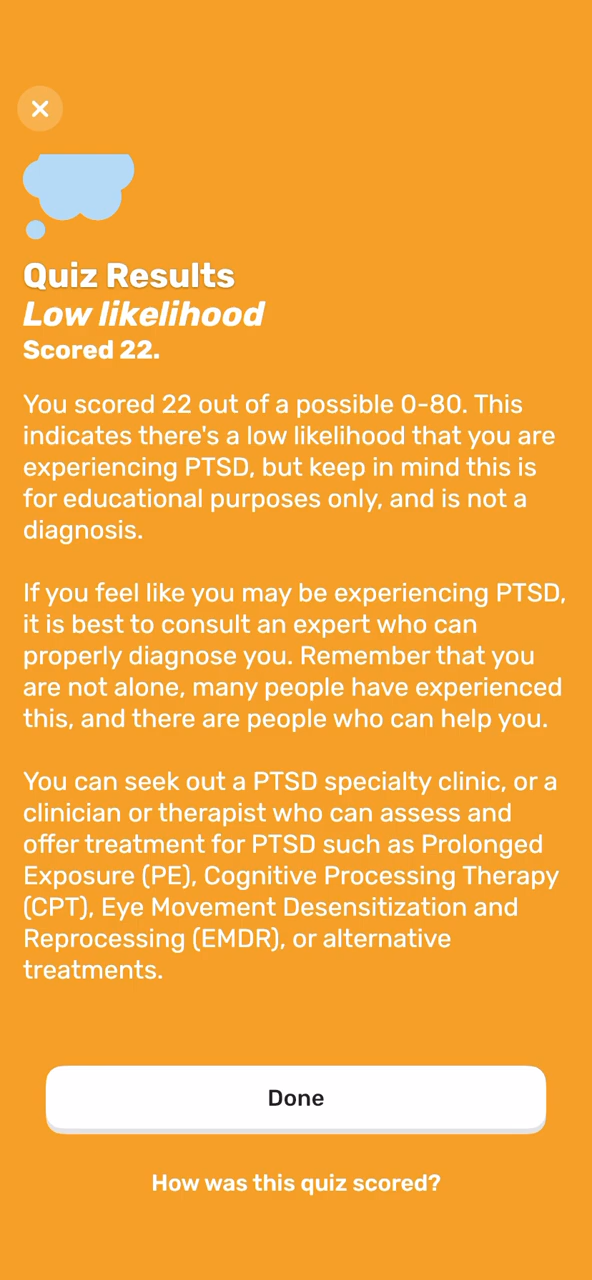 Quiz Results
Low likelihood
Scored 22.
You scored 22 out of a possible 0-80. This
indicates there's a low likelihood that you are
experiencing PTSD, but keep in mind this is
for educational purposes only, and is not a
diagnosis.
If you feel like you may be experiencing PTSD,
it is best to consult an expert who can
properly diagnose you. Remember that you
are not alone, many people have experienced
this, and there are people who can help you.
You can seek out a PTSD specialty clinic, or a
clinician or therapist who can assess and
offer treatment for PTSD such as Prolonged
Exposure (PE), Cognitive Processing Therapy
(CPT), Eye Movement Desensitization and
Reprocessing (EMDR), or alternative
treatments.
Done
How was this quiz scored?